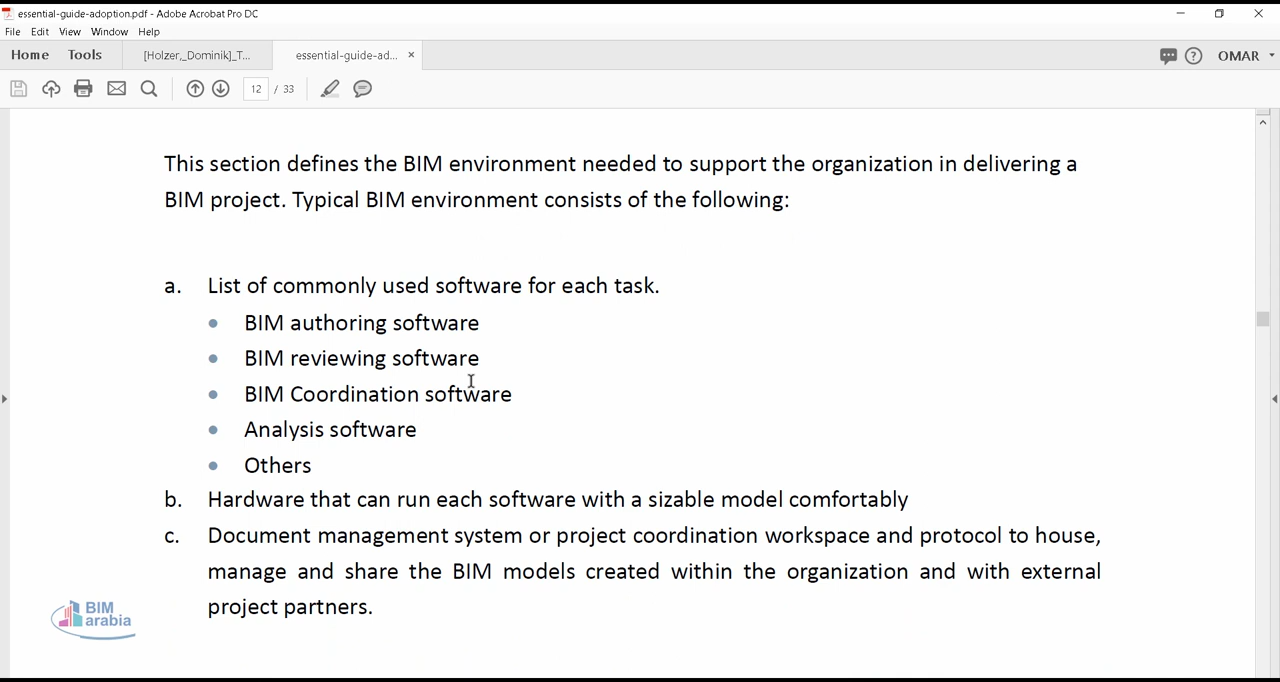 essential-guide-adoption.pdf - Adobe Acrobat Pro DC
File Edit View Window Help
Home Tools [Holzer,_Dominik]_T... essential-guide-ad... × OMAR
12 / 33
This section defines the BIM environment needed to support the organization in delivering a
BIM project. Typical BIM environment consists of the following:
a. List of commonly used software for each task.
• BIM authoring software
• BIM reviewing software
• BIM Coordination software
• Analysis software
• Others
b. Hardware that can run each software with a sizable model comfortably
c. Document management system or project coordination workspace and protocol to house,
manage and share the BIM models created within the organization and with external
project partners.
BIM
arabia